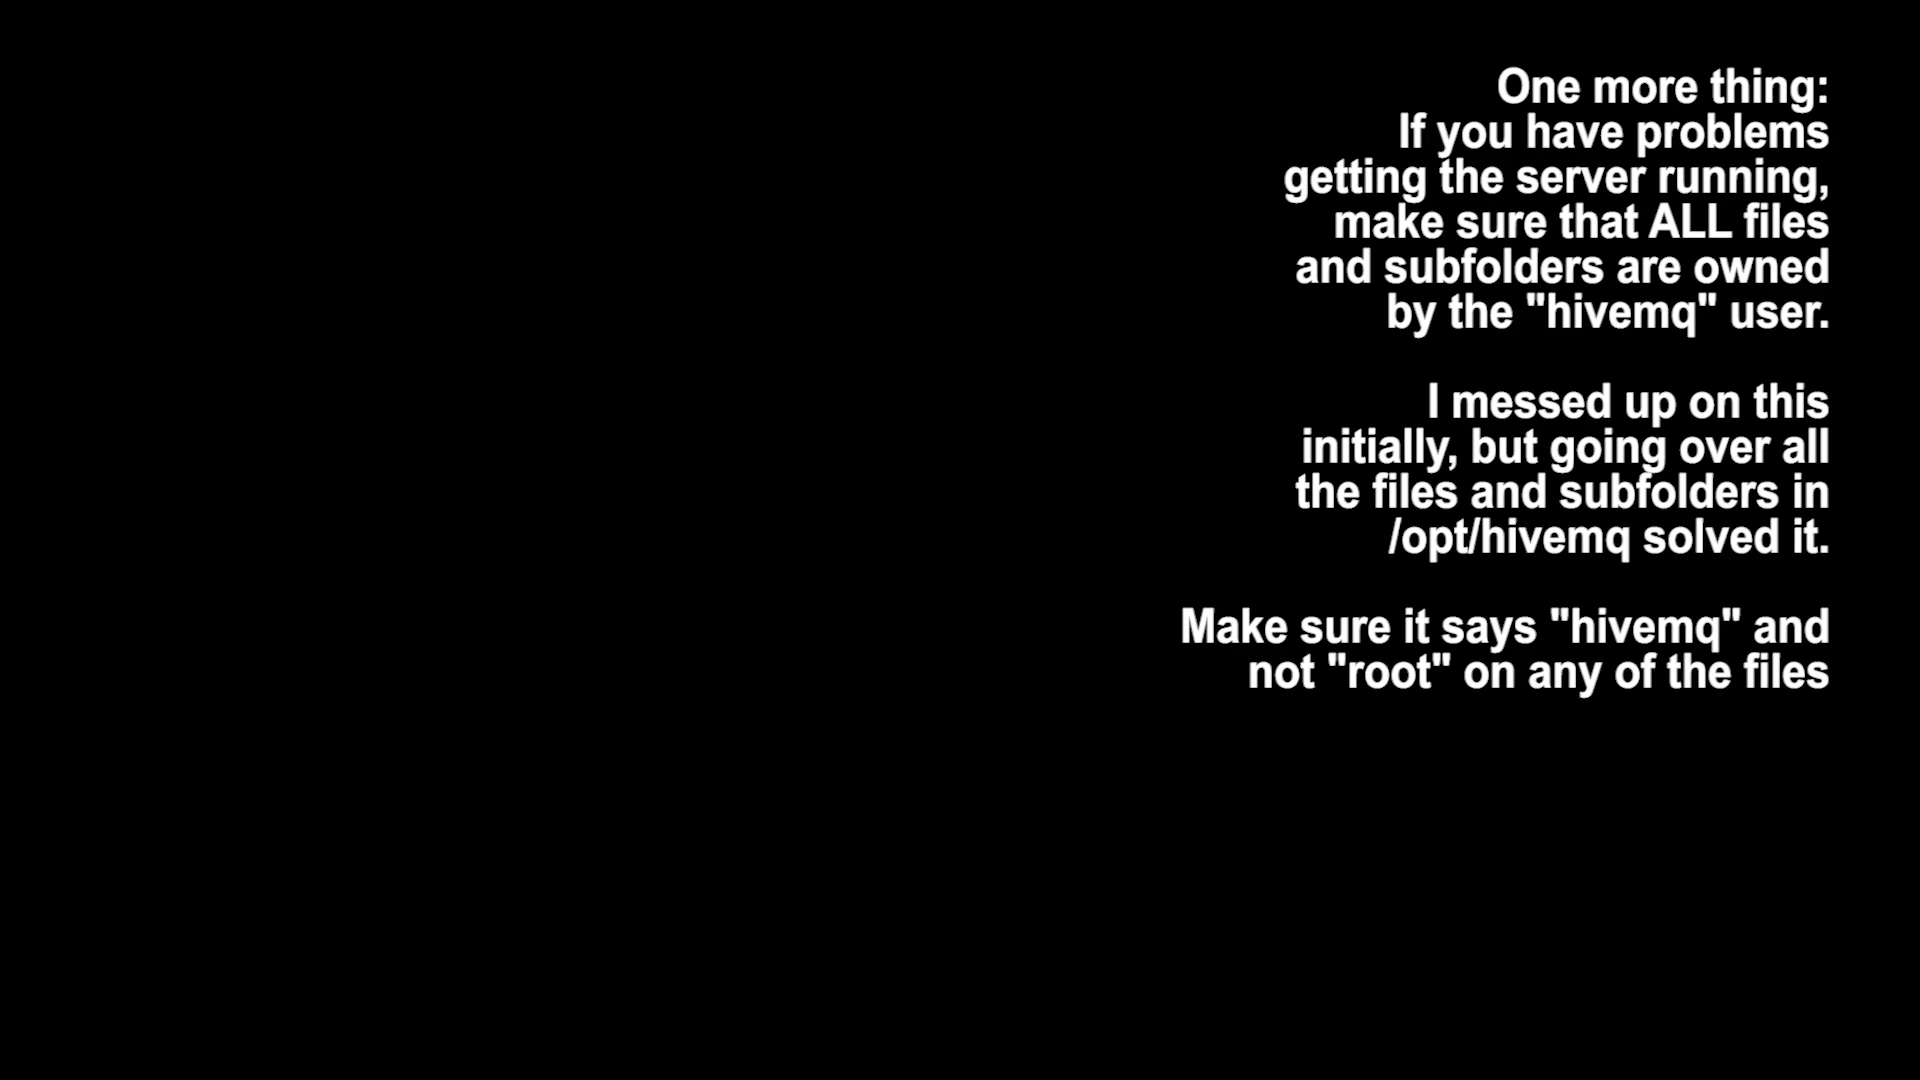 One more thing:
If you have problems
getting the server running,
make sure that ALL files
and subfolders are owned
by the "hivemq" user.
I messed up on this
initially, but going over all
the files and subfolders in
/opt/hivemq solved it.
Make sure it says "hivemq" and
not "root" on any of the files